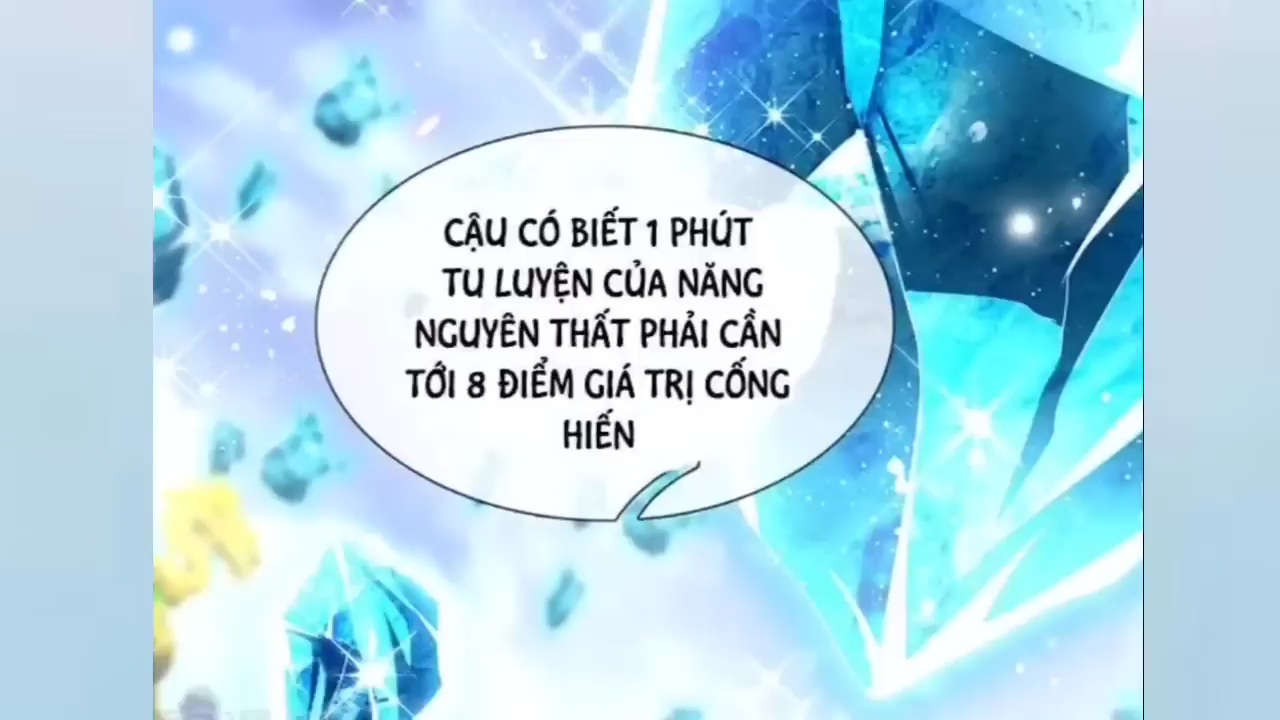 CẬU CÓ BIẾT 1 PHÚT
TU LUYỆN CỦA NĂNG
NGUYÊN THẤT PHẢI CẦN
TỚI 8 ĐIỂM GIÁ TRỊ CỐNG
HIẾN